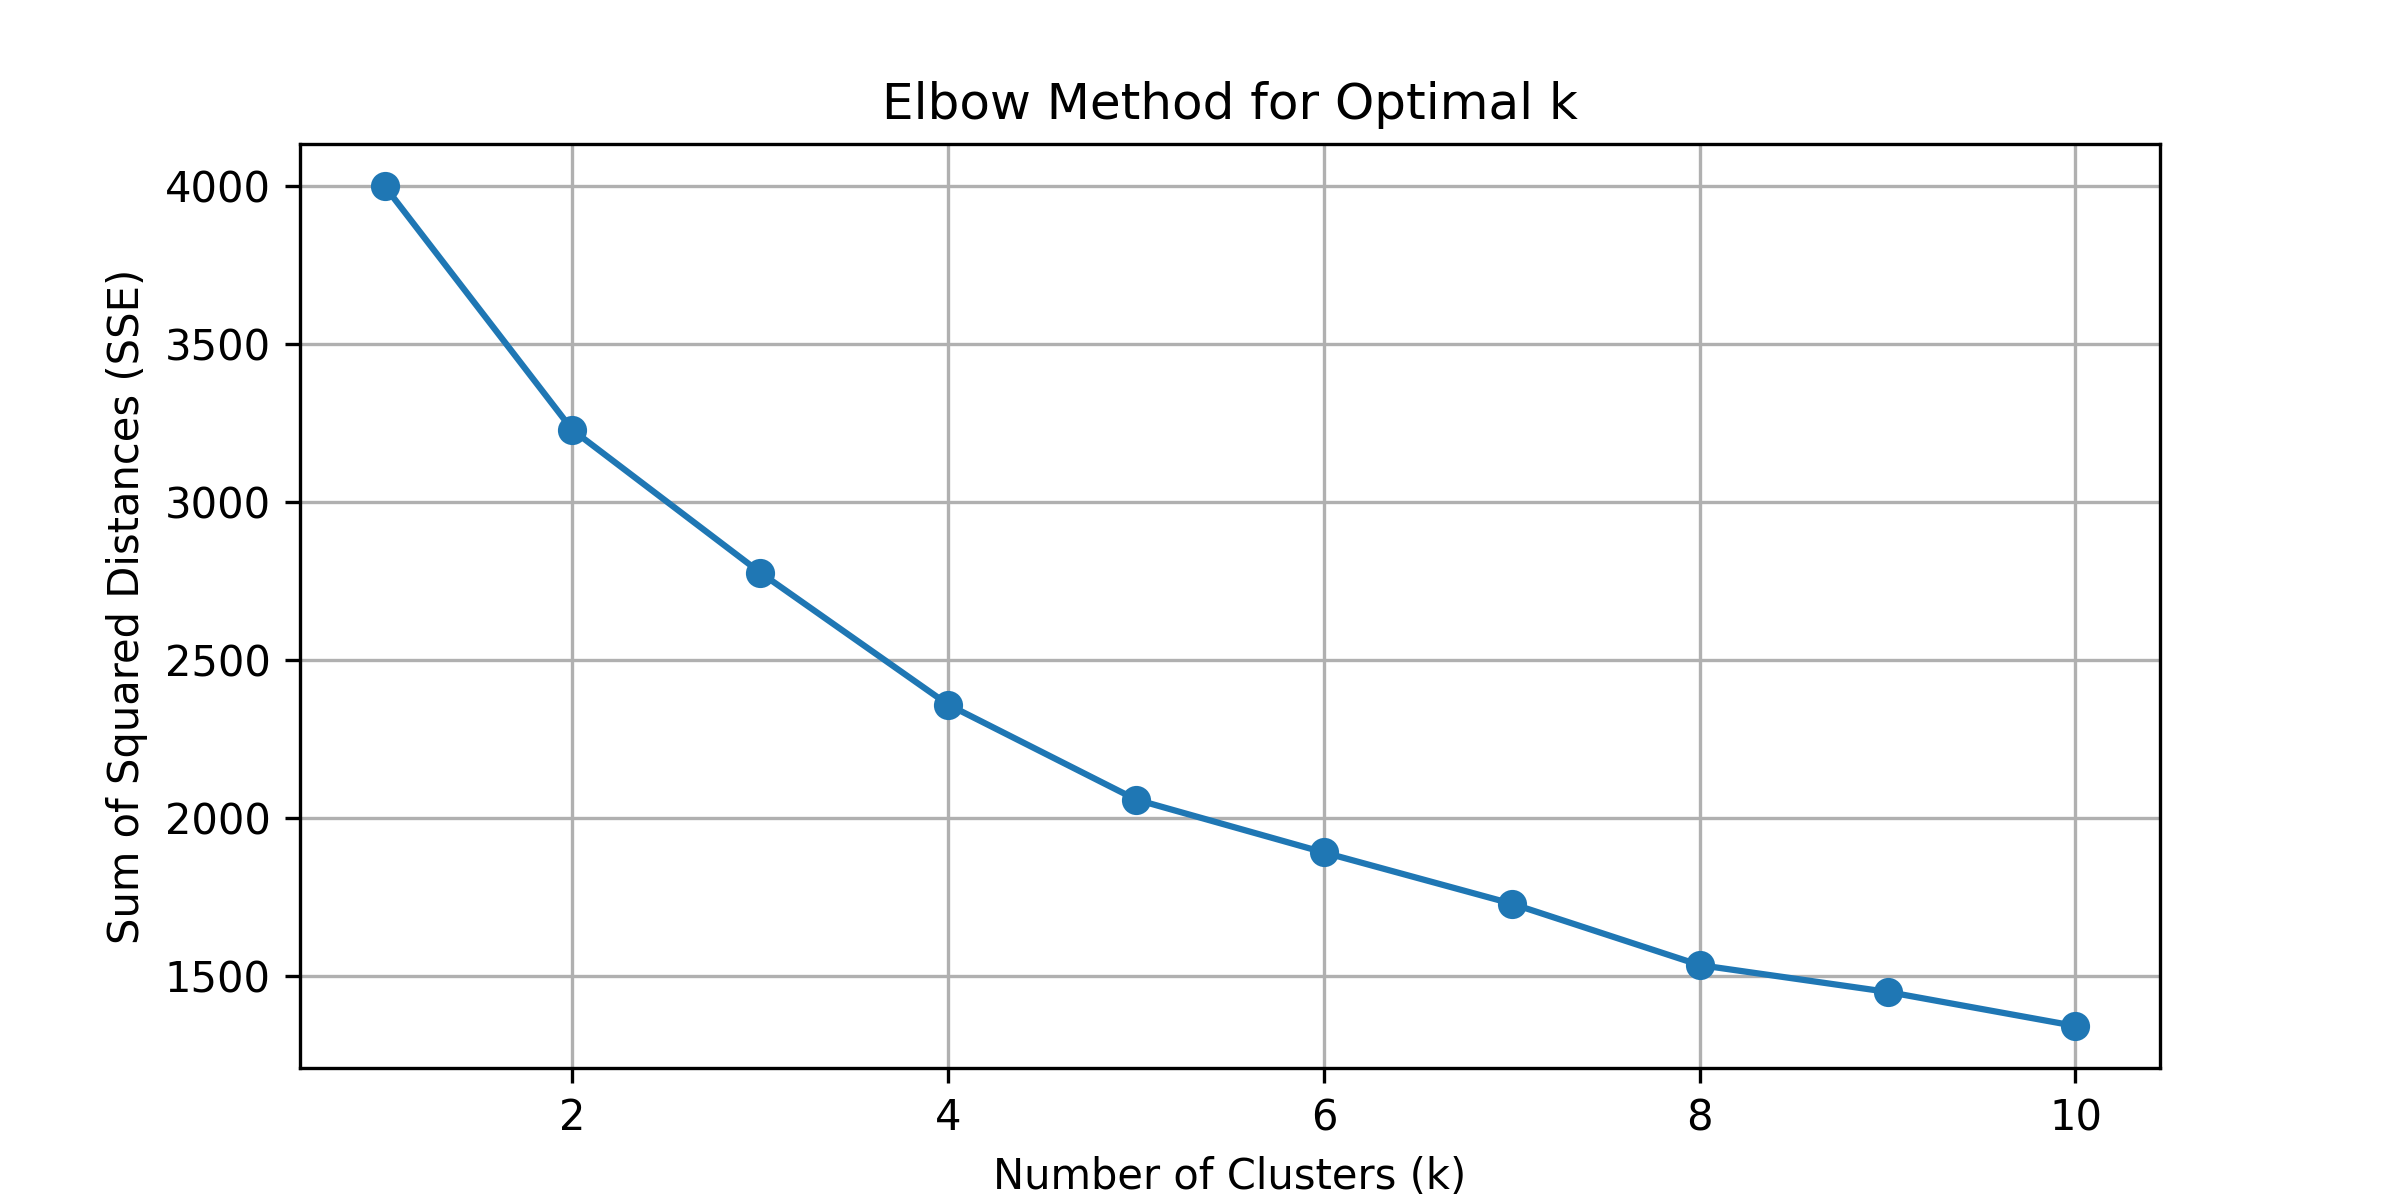 Elbow Method for Optimal k
Sum of Squared Distances (SSE)
4000
3500
3000
2500
2000
1500
2 4 6 8 10
Number of Clusters (k)